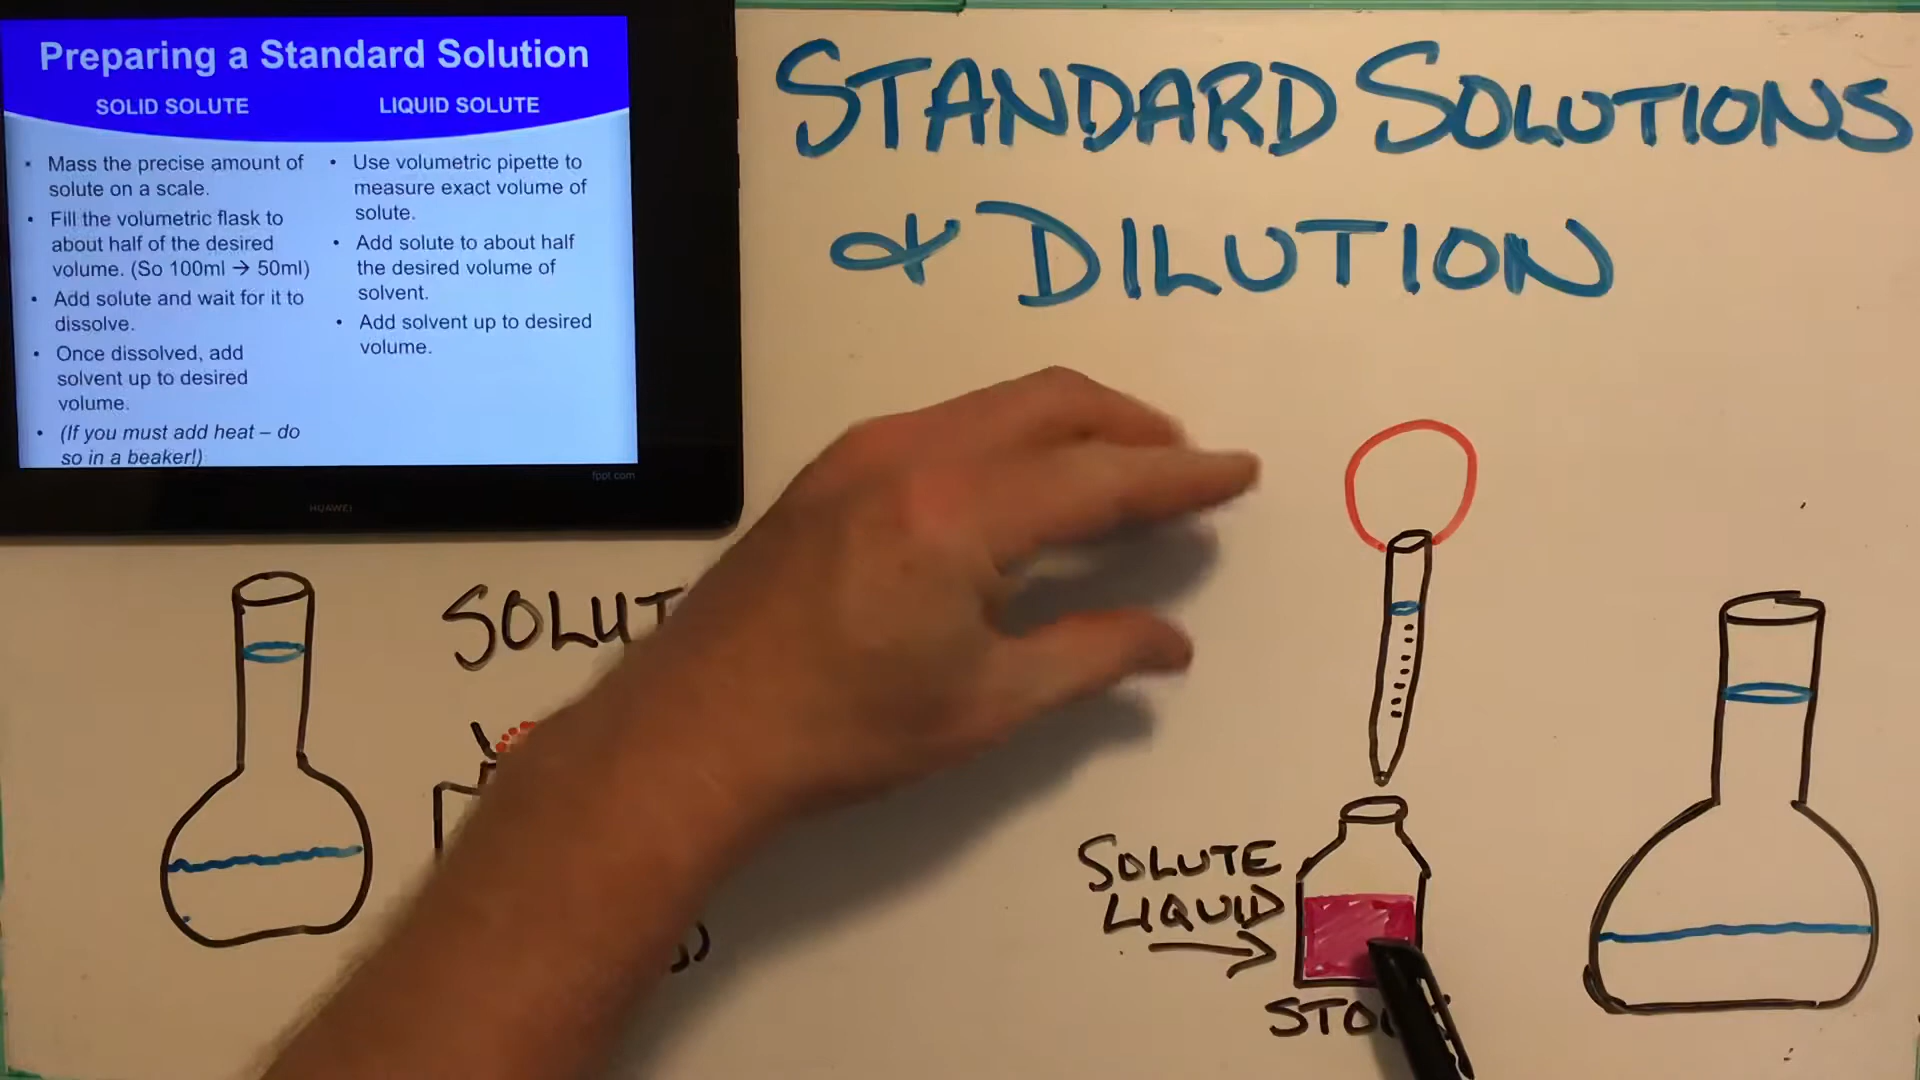 Preparing a Standard Solution
SOLID SOLUTE
• Mass the precise amount of
solute on a scale.
• Fill the volumetric flask to
about half of the desired
volume. (So 100ml → 50ml)
• Add solute and wait for it to
dissolve.
• Once dissolved, add
solvent up to desired
volume.
• (If you must add heat – do
so in a beaker!)
LIQUID SOLUTE
• Use volumetric pipette to
measure exact volume of
solute.
• Add solute to about half
the desired volume of
solvent.
• Add solvent up to desired
volume.
fppt.com
HUAWEI
STANDARD SOLUTIONS
& DILUTION
SOLUTE
LIQUID